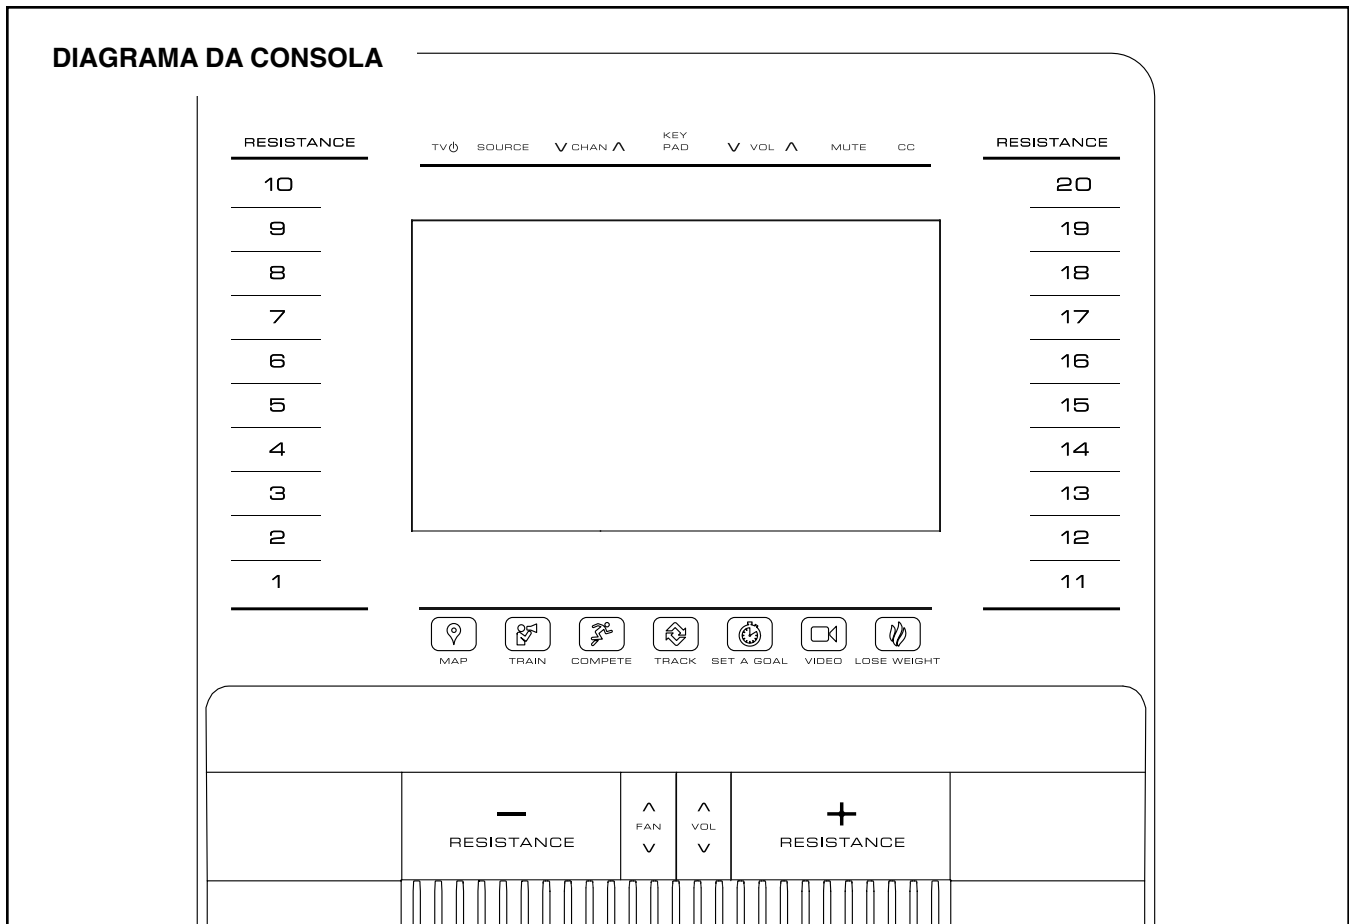 DIAGRAMA DA CONSOLA
RESISTANCE
10
9
8
7
6
5
4
3
2
1
TV SOURCE CHAN KEY PAD VOL MUTE CC
RESISTANCE
20
19
18
17
16
15
14
13
12
11
MAP TRAIN COMPETE TRACK SET A GOAL VIDEO LOSE WEIGHT
− RESISTANCE
FAN
VOL
+ RESISTANCE